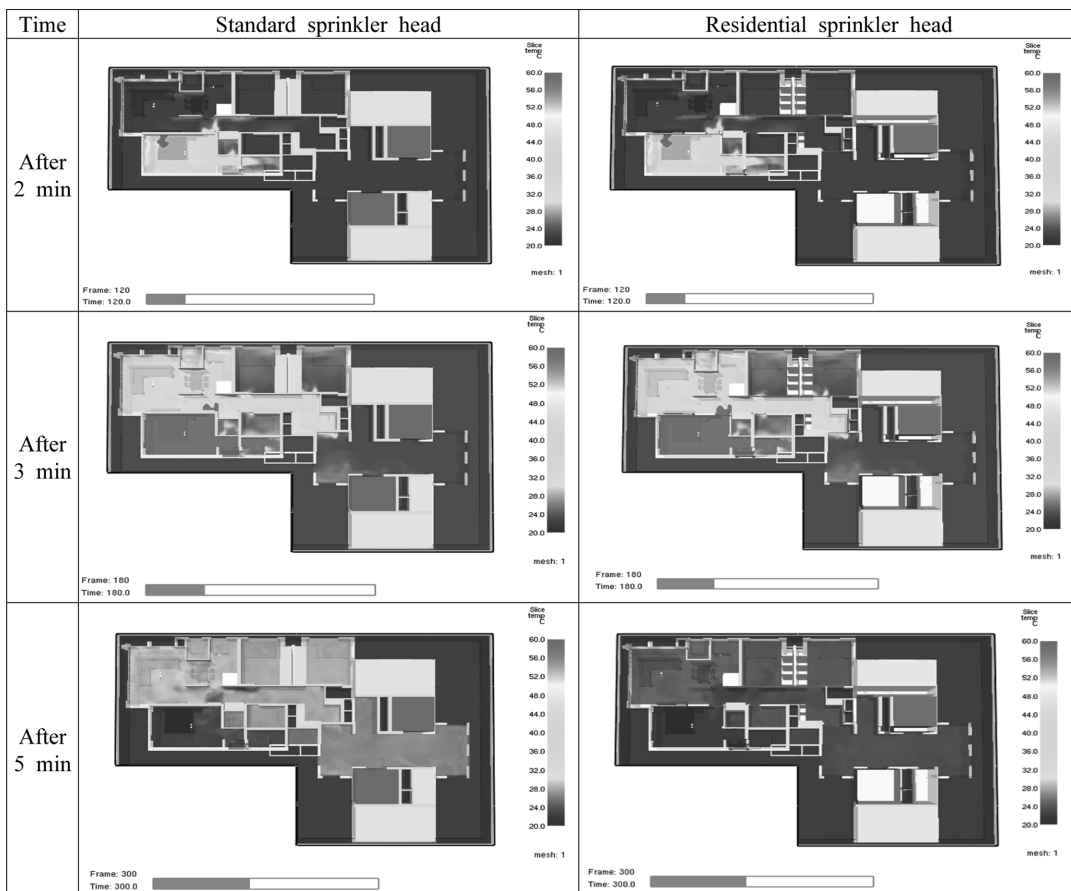 Time Standard sprinkler head Residential sprinkler head
After
2 min
Slice
temp
C
60.0
56.0
52.0
48.0
44.0
40.0
36.0
32.0
28.0
24.0
20.0
mesh: 1
Frame: 120
Time: 120.0
Slice
temp
C
60.0
56.0
52.0
48.0
44.0
40.0
36.0
32.0
28.0
24.0
20.0
mesh: 1
Frame: 120
Time: 120.0
After
3 min
Slice
temp
C
60.0
56.0
52.0
48.0
44.0
40.0
36.0
32.0
28.0
24.0
20.0
mesh: 1
Frame: 180
Time: 180.0
Slice
temp
C
60.0
56.0
52.0
48.0
44.0
40.0
36.0
32.0
28.0
24.0
20.0
mesh: 1
Frame: 180
Time: 180.0
After
5 min
Slice
temp
C
60.0
56.0
52.0
48.0
44.0
40.0
36.0
32.0
28.0
24.0
20.0
mesh: 1
Frame: 300
Time: 300.0
Slice
temp
C
60.0
56.0
52.0
48.0
44.0
40.0
36.0
32.0
28.0
24.0
20.0
mesh: 1
Frame: 300
Time: 300.0